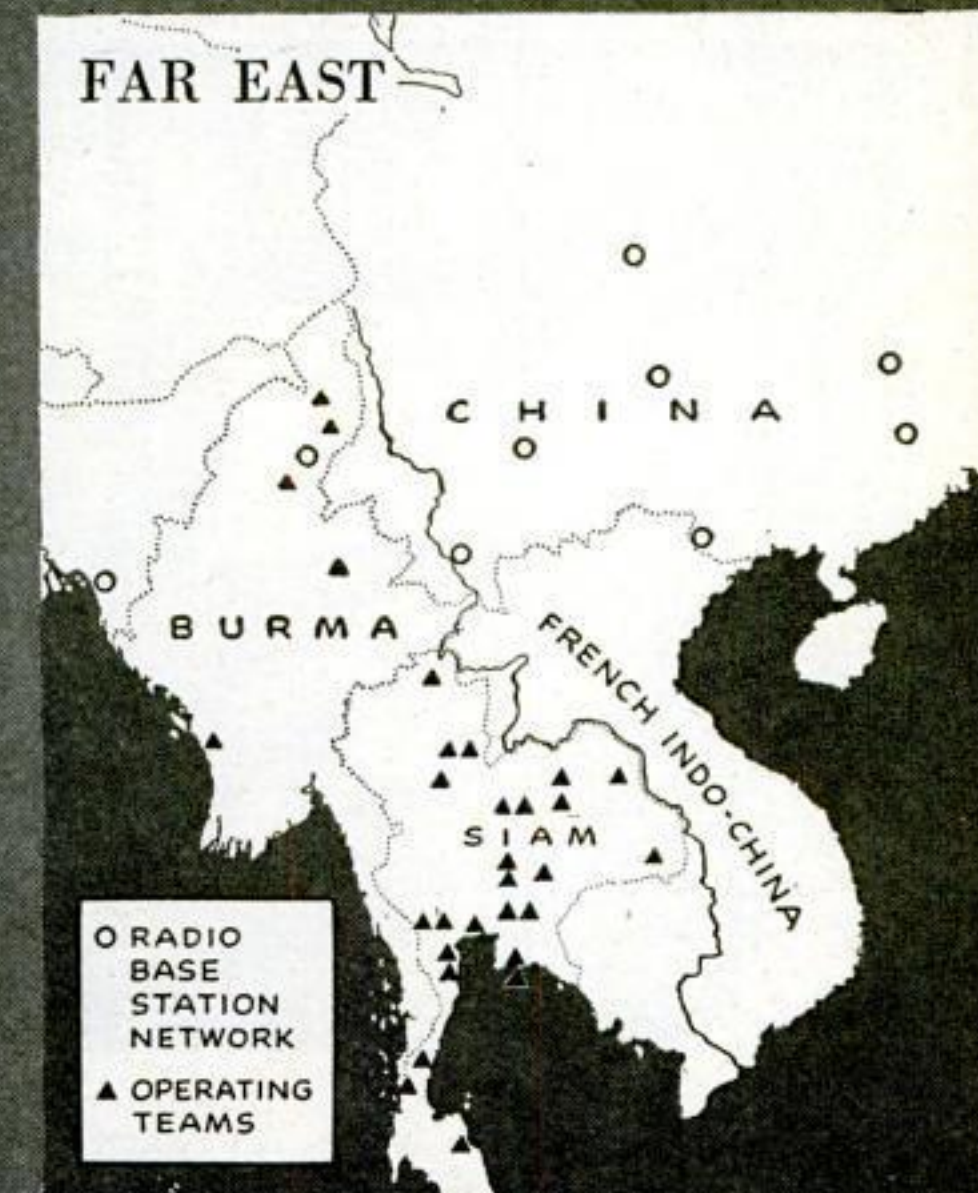 FAR EAST
CHINA
BURMA
FRENCH INDO-CHINA
SIAM
RADIO
BASE
STATION
NETWORK
OPERATING
TEAMS